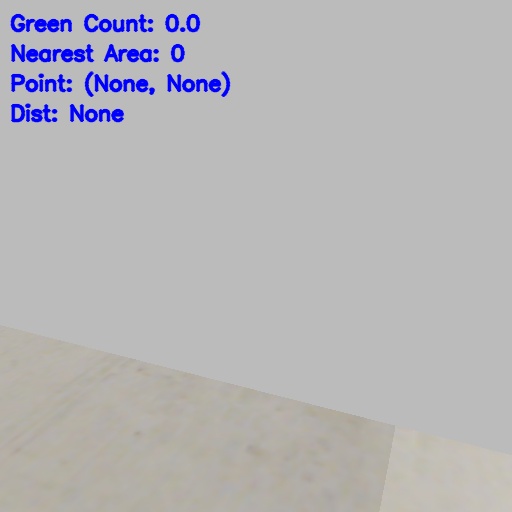 Green Count: 0.0
Nearest Area: 0
Point: (None, None)
Dist: None